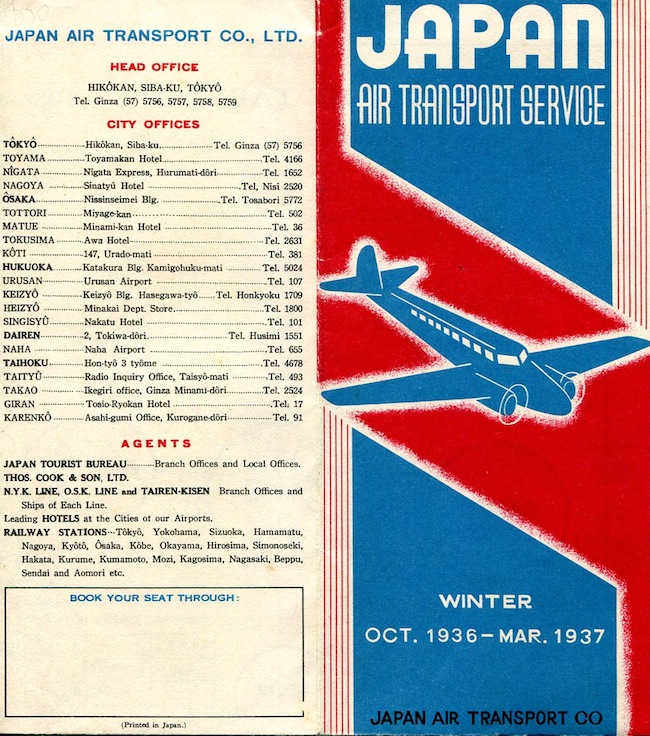 JAPAN AIR TRANSPORT CO., LTD.
HEAD OFFICE
HIKÔKAN, SIBA-KU, TÔKYÔ
Tel. Ginza (57) 5756, 5757, 5758, 5759
CITY OFFICES
TÔKYÔ Hikôkan, Siba-ku Tel. Ginza (57) 5756
TOYAMA Toyamakan Hotel Tel. 4166
NÎGATA Nîgata Express, Hurumati-dôri Tel. 1652
NAGOYA Sinatyû Hotel Tel, Nisi 2520
ÔSAKA Nissinseimei Blg. Tel. Tosabori 5772
TOTTORI Miyage-kan Tel. 502
MATUE Minami-kan Hotel Tel. 36
TOKUSIMA Awa Hotel Tel. 2631
KÔTI 147, Urado-mati Tel. 381
HUKUOKA Katakura Blg. Kamigohuku-mati Tel. 5024
URUSAN Urusan Airport Tel. 107
KEIZYÔ Keizyô Blg. Hasegawa-tyô Tel. Honkyoku 1709
HEIZYÔ Minakai Dept. Store. Tel. 1800
SINGISYÛ Nakatu Hotel Tel. 101
DAIREN 2, Tokiwa-dôri. Tel. Husimi 1551
NAHA Naha Airport Tel. 655
TAIHOKU Hon-tyô 3 tyôme Tel. 4678
TAITYÛ Radio Inquiry Office, Taisyô-mati Tel. 493
TAKAO Ikegiri office, Ginza Minami-dôri Tel. 2524
GIRAN Tosio-Ryokan Hotel Tel. 17
KARENKÔ Asahi-gumi Office, Kurogane-dôri Tel. 91
AGENTS
JAPAN TOURIST BUREAU Branch Offices and Local Offices.
THOS. COOK & SON, LTD.
N.Y.K. LINE, O.S.K. LINE and TAIREN-KISEN Branch Offices and
Ships of Each Line.
Leading HOTELS at the Cities of our Airports.
RAILWAY STATIONS···Tôkyô, Yokohama, Sizuoka, Hamamatu,
Nagoya, Kyôtô, Ôsaka, Kôbe, Okayama, Hirosima, Simonoseki,
Hakata, Kurume, Kumamoto, Mozi, Kagosima, Nagasaki, Beppu,
Sendai and Aomori etc.
BOOK YOUR SEAT THROUGH:
(Printed in Japan.)
JAPAN
AIR TRANSPORT SERVICE
WINTER
OCT. 1936–MAR. 1937
JAPAN AIR TRANSPORT CO